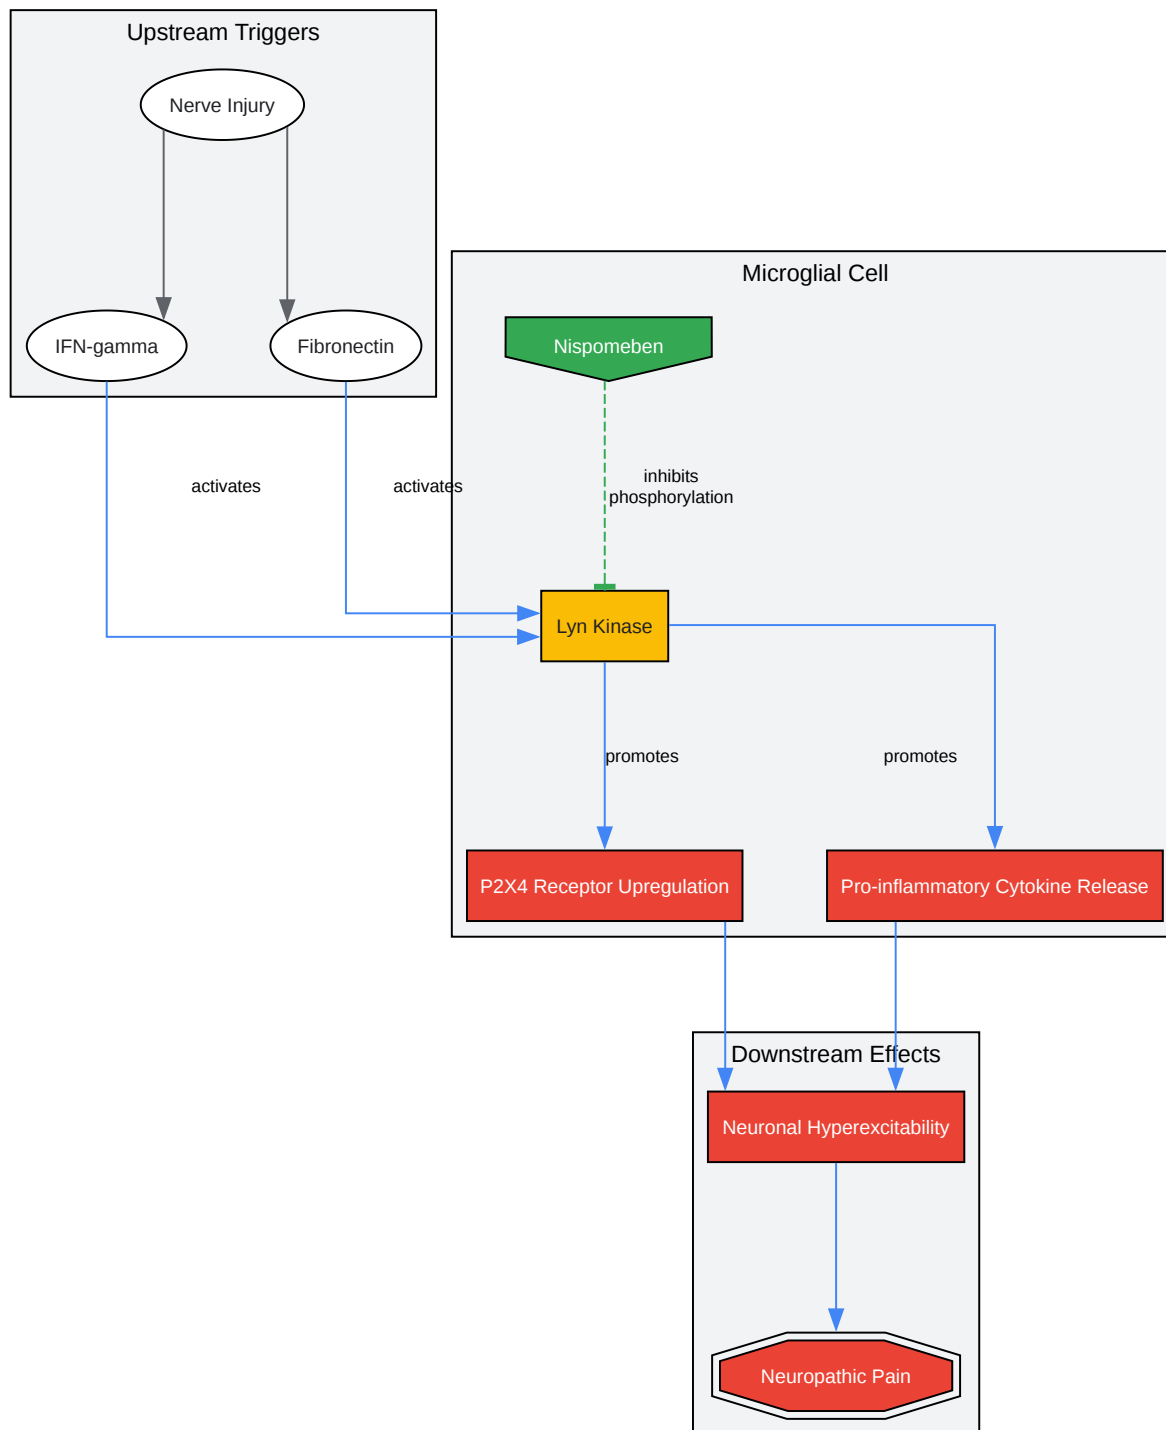 Upstream Triggers
Nerve Injury
IFN-gamma
Fibronectin
activates
activates
Microglial Cell
Nispomeben
inhibits
phosphorylation
Lyn Kinase
promotes
promotes
P2X4 Receptor Upregulation
Pro-inflammatory Cytokine Release
Downstream Effects
Neuronal Hyperexcitability
Neuropathic Pain